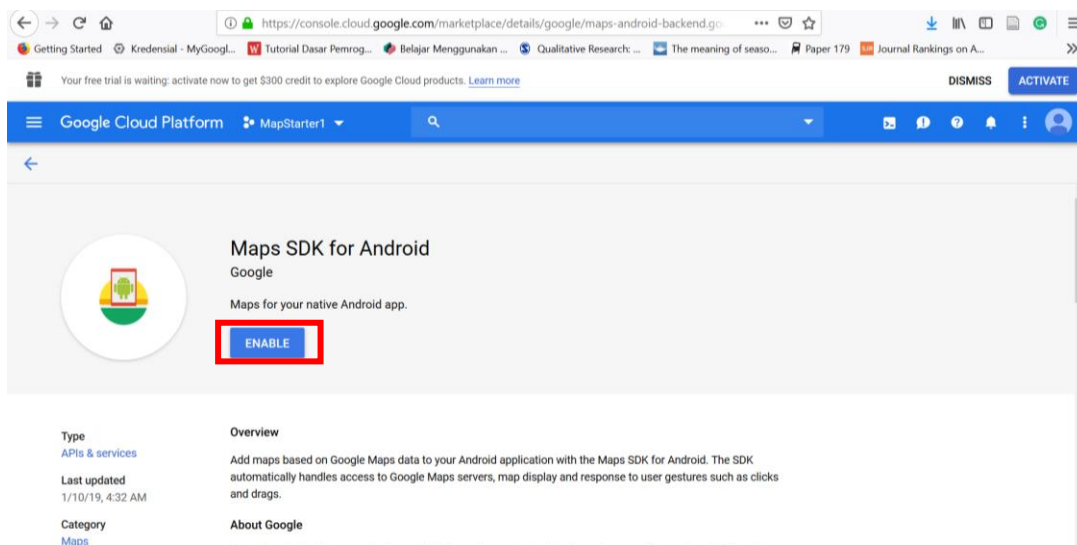 https://console.cloud.google.com/marketplace/details/google/maps-android-backend.go
Getting Started Kredensial - MyGoogl... Tutorial Dasar Pemrog... Belajar Menggunakan ... Qualitative Research: ... The meaning of seaso... Paper 179 Journal Rankings on A...
Your free trial is waiting: activate now to get $300 credit to explore Google Cloud products. Learn more
DISMISS
ACTIVATE
Google Cloud Platform
MapStarter1
Maps SDK for Android
Google
Maps for your native Android app.
ENABLE
Type
APIs & services
Last updated
1/10/19, 4:32 AM
Category
Maps
Overview
Add maps based on Google Maps data to your Android application with the Maps SDK for Android. The SDK
automatically handles access to Google Maps servers, map display and response to user gestures such as clicks
and drags.
About Google